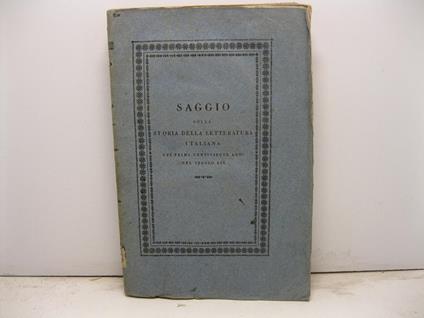 SAGGIO
SULLA
STORIA DELLA LETTERATURA
ITALIANA
NEI PRIMI VENTICINQUE ANNI
DEL SECOLO XIX.